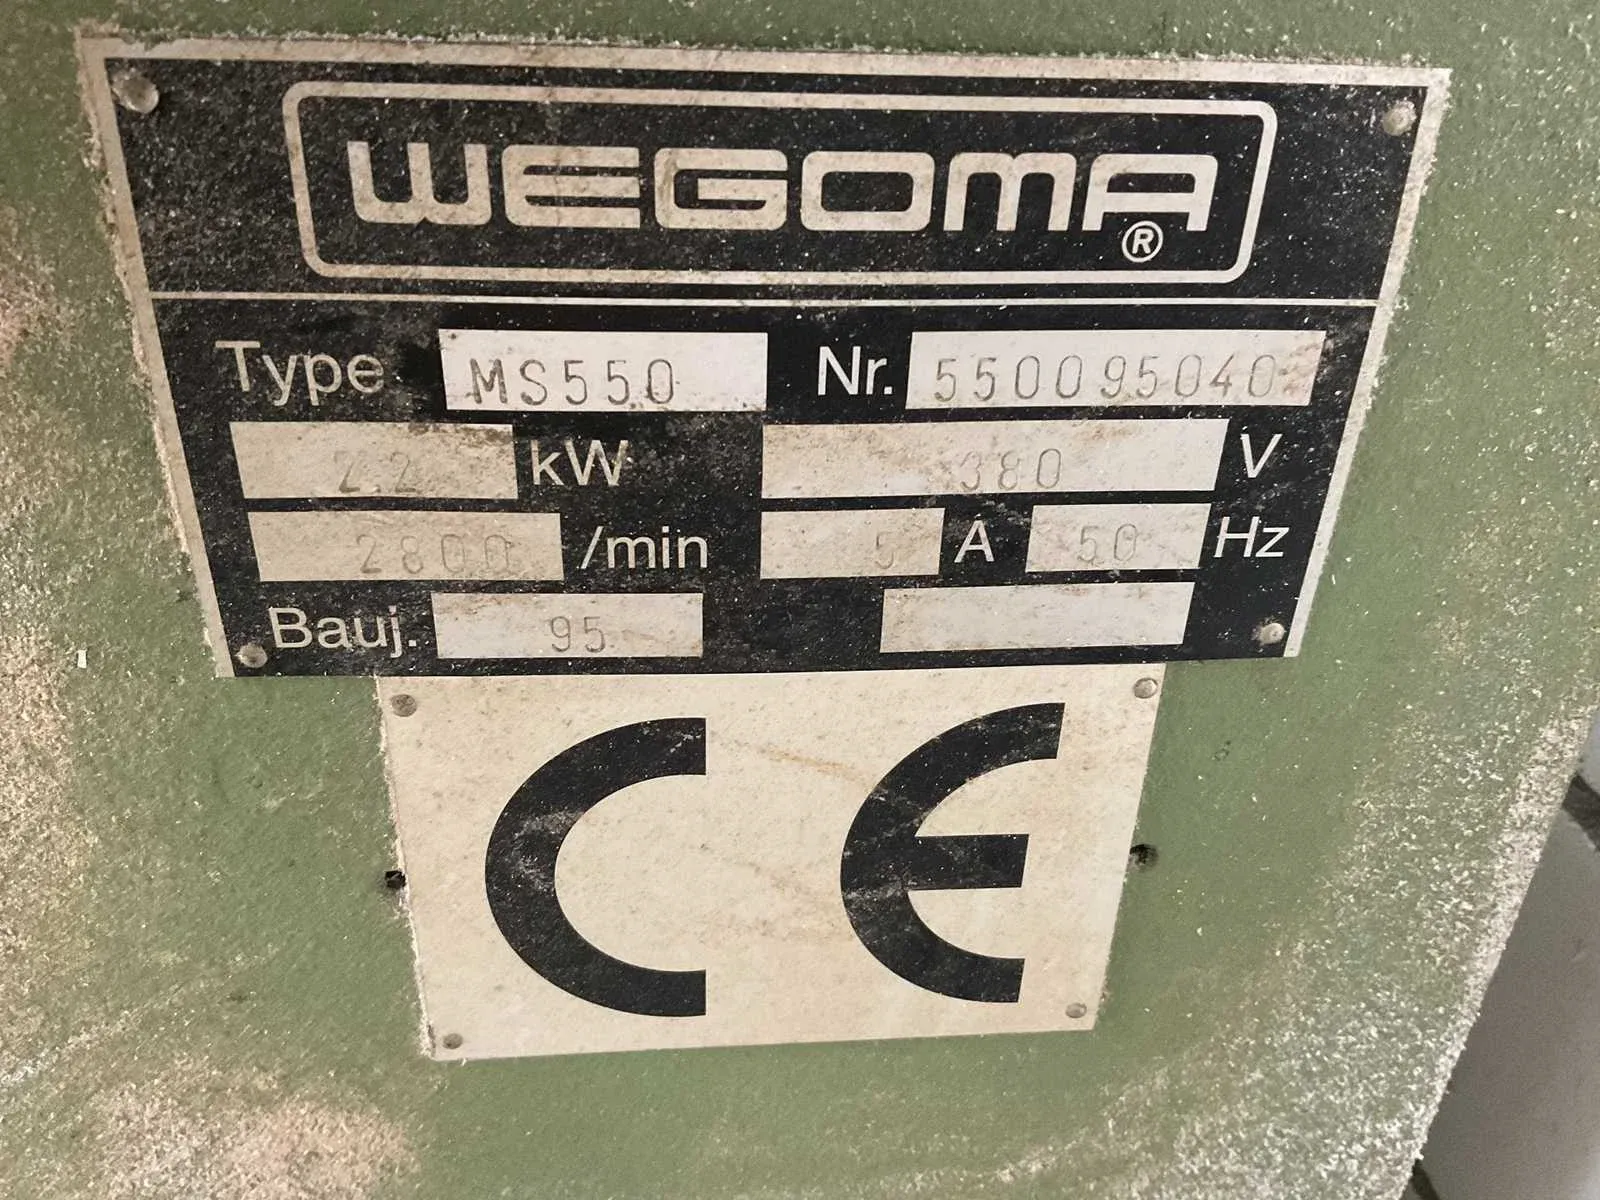 WEGOMA ®
Type MS550 Nr. 550095040
2.2 kW 380 V
2800 /min 5 A 50 Hz
Bauj. 95
CE